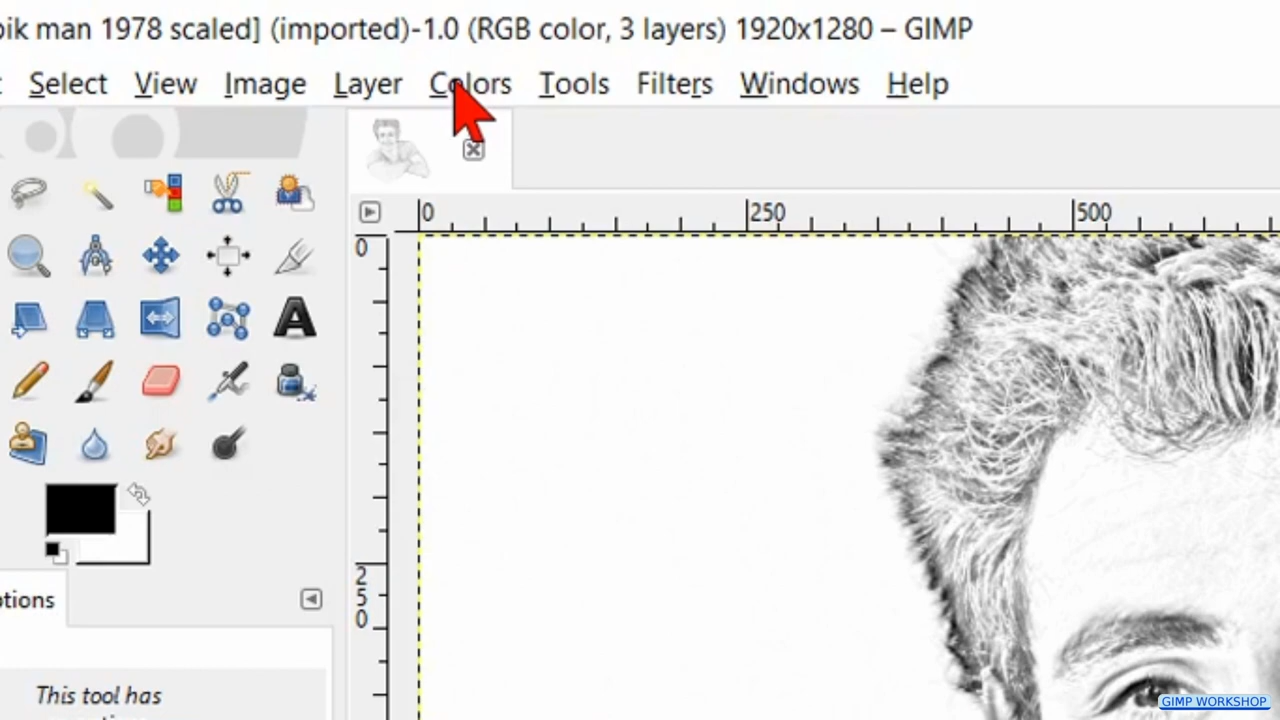 ik man 1978 scaled] (imported)-1.0 (RGB color, 3 layers) 1920x1280 – GIMP
Select View Image Layer Colors Tools Filters Windows Help
0 250 500
0
250
ptions
This tool has
GIMP WORKSHOP